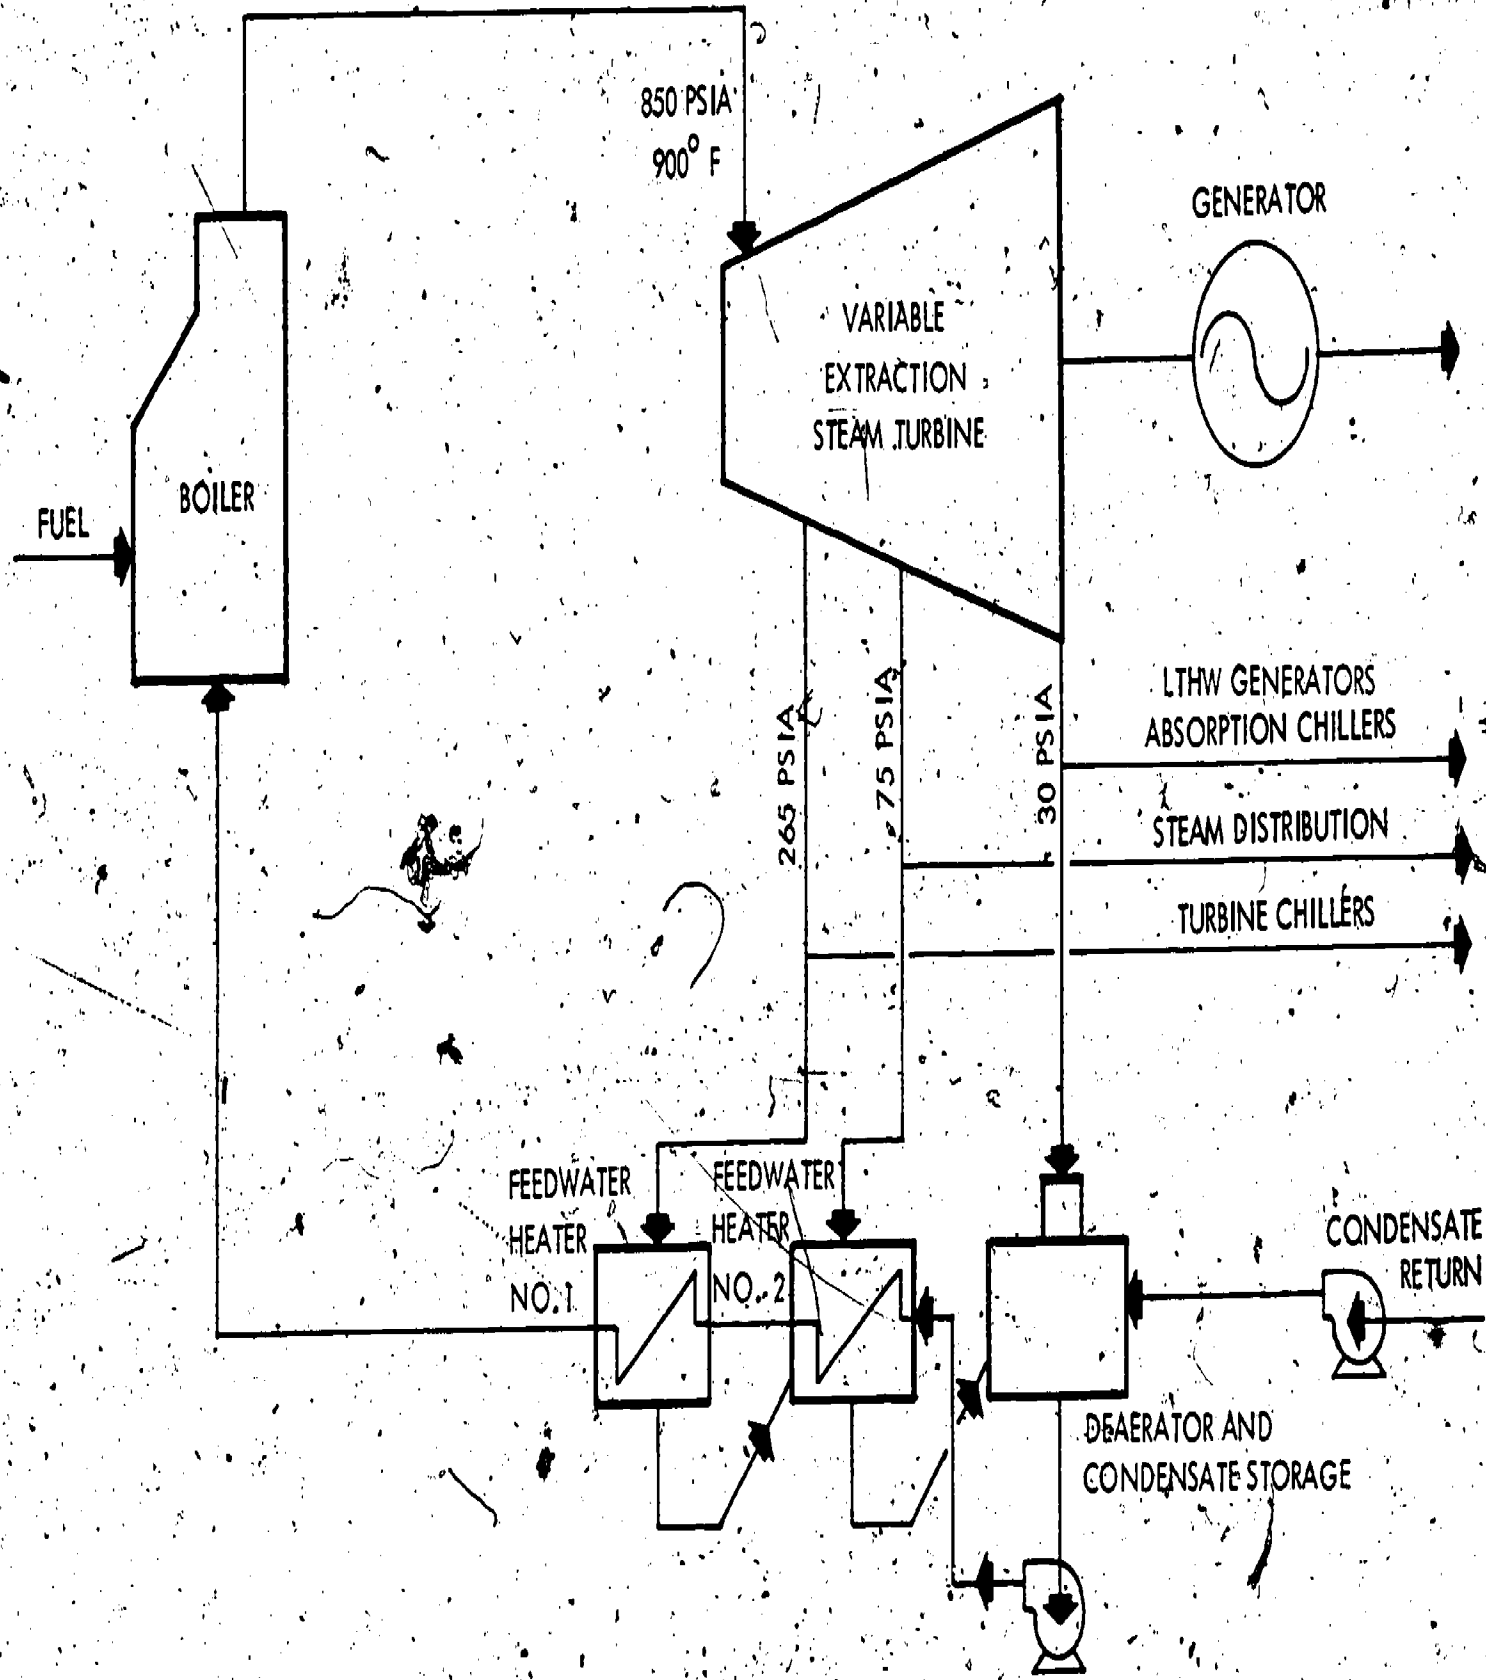 850 PSIA
900° F
GENERATOR
VARIABLE
EXTRACTION
STEAM TURBINE
BOILER
FUEL
265 PSIA
75 PSIA
30 PSIA
LTHW GENERATORS
ABSORPTION CHILLERS
STEAM DISTRIBUTION
TURBINE CHILLERS
FEEDWATER
HEATER
NO. 1
FEEDWATER
HEATER
NO. 2
CONDENSATE
RETURN
DEAERATOR AND
CONDENSATE STORAGE